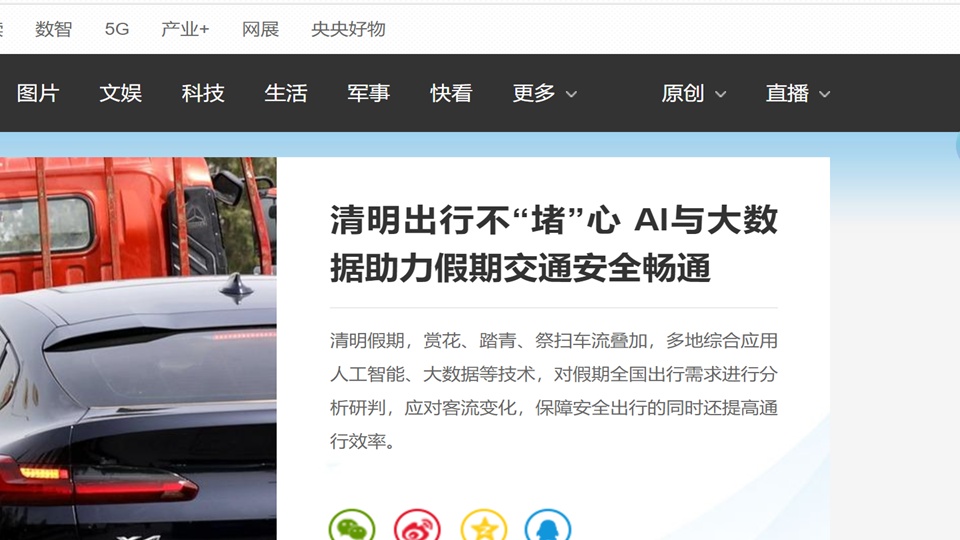 数智 5G 产业+ 网展 央央好物
图片 文娱 科技 生活 军事 快看 更多 原创 直播
清明出行不“堵”心 AI与大数
据助力假期交通安全畅通
清明假期，赏花、踏青、祭扫车流叠加，多地综合应用
人工智能、大数据等技术，对假期全国出行需求进行分
析研判，应对客流变化，保障安全出行的同时还提高通
行效率。